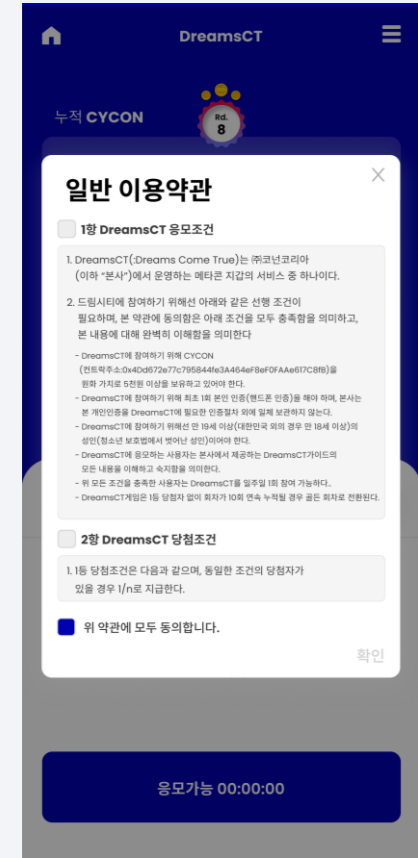 DreamsCT
누적 CYCON
Rd.
8
일반 이용약관
1항 DreamsCT 응모조건
1. DreamsCT(:Dreams Come True)는 ㈜코넌코리아
(이하 “본사”)에서 운영하는 메타콘 지갑의 서비스 중 하나이다.
2. 드림시티에 참여하기 위해선 아래와 같은 선행 조건이
필요하며, 본 약관에 동의함은 아래 조건을 모두 충족함을 의미하고,
본 내용에 대해 완벽히 이해함을 의미한다
- DreamsCT에 참여하기 위해 CYCON
(컨트락주소:0x4Dd672e77c795844fe3A464eF8eF0FAAe617C8fB)을
원화 가치로 5천원 이상을 보유하고 있어야 한다.
- DreamsCT에 참여하기 위해 최초 1회 본인 인증(핸드폰 인증)을 해야 하며, 본사는
본 개인인증을 DreamsCT에 필요한 인증절차 외에 일체 보관하지 않는다.
- DreamsCT에 참여하기 위해선 만 19세 이상(대한민국 외의 경우 만 18세 이상)의
성인(청소년 보호법에서 벗어난 성인)이어야 한다.
- DreamsCT에 응모하는 사용자는 본사에서 제공하는 DreamsCT가이드의
모든 내용을 이해하고 숙지함을 의미한다.
- 위 모든 조건을 충족한 사용자는 DreamsCT를 일주일 1회 참여 가능하다..
- DreamsCT게임은 1등 당첨자 없이 회차가 10회 연속 누적될 경우 골든 회차로 전환된다.
2항 DreamsCT 당첨조건
1. 1등 당첨조건은 다음과 같으며, 동일한 조건의 당첨자가
있을 경우 1/n로 지급한다.
위 약관에 모두 동의합니다.
확인
응모가능 00:00:00